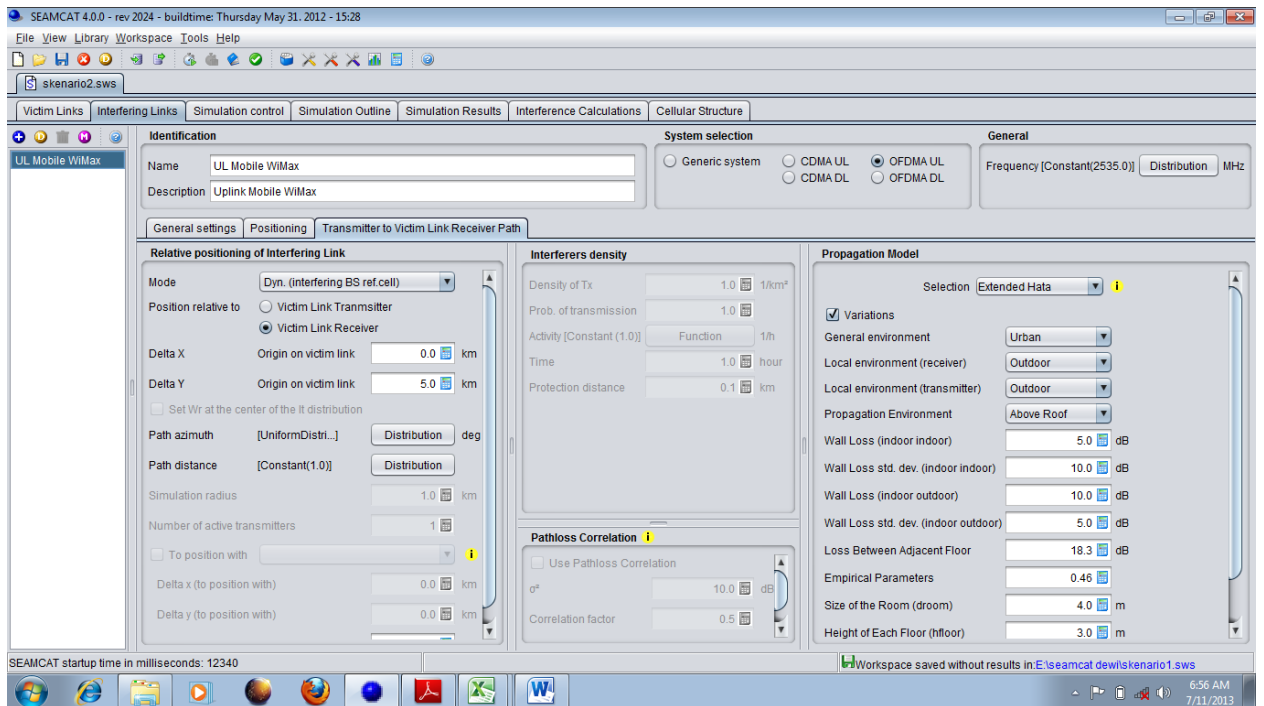 SEAMCAT 4.0.0 - rev 2024 - buildtime: Thursday May 31. 2012 - 15:28
File View Library Workspace Tools Help
skenario2.sws
Victim Links Interfering Links Simulation control Simulation Outline Simulation Results Interference Calculations Cellular Structure
UL Mobile WiMax
Identification
Name UL Mobile WiMax
Description Uplink Mobile WiMax
System selection
Generic system CDMA UL OFDMA UL
CDMA DL OFDMA DL
General
Frequency [Constant(2535.0)] Distribution MHz
General settings Positioning Transmitter to Victim Link Receiver Path
Relative positioning of Interfering Link
Mode Dyn. (interfering BS ref.cell)
Position relative to Victim Link Tranmsitter
Victim Link Receiver
Delta X Origin on victim link 0.0 km
Delta Y Origin on victim link 5.0 km
Set Wr at the center of the It distribution
Path azimuth [UniformDistri...] Distribution deg
Path distance [Constant(1.0)] Distribution
Simulation radius 1.0 km
Number of active transmitters 1
To position with i
Delta x (to position with) 0.0 km
Delta y (to position with) 0.0 km
Interferers density
Density of Tx 1.0 1/km²
Prob. of transmission 1.0
Activity [Constant (1.0)] Function 1/h
Time 1.0 hour
Protection distance 0.1 km
Pathloss Correlation i
Use Pathloss Correlation
σ² 10.0 dB
Correlation factor 0.5
Propagation Model
Selection Extended Hata i
Variations
General environment Urban
Local environment (receiver) Outdoor
Local environment (transmitter) Outdoor
Propagation Environment Above Roof
Wall Loss (indoor indoor) 5.0 dB
Wall Loss std. dev. (indoor indoor) 10.0 dB
Wall Loss (indoor outdoor) 10.0 dB
Wall Loss std. dev. (indoor outdoor) 5.0 dB
Loss Between Adjacent Floor 18.3 dB
Empirical Parameters 0.46
Size of the Room (droom) 4.0 m
Height of Each Floor (hfloor) 3.0 m
SEAMCAT startup time in milliseconds: 12340
Workspace saved without results in:E:\seamcat dewi\skenario1.sws
6:56 AM
7/11/2013